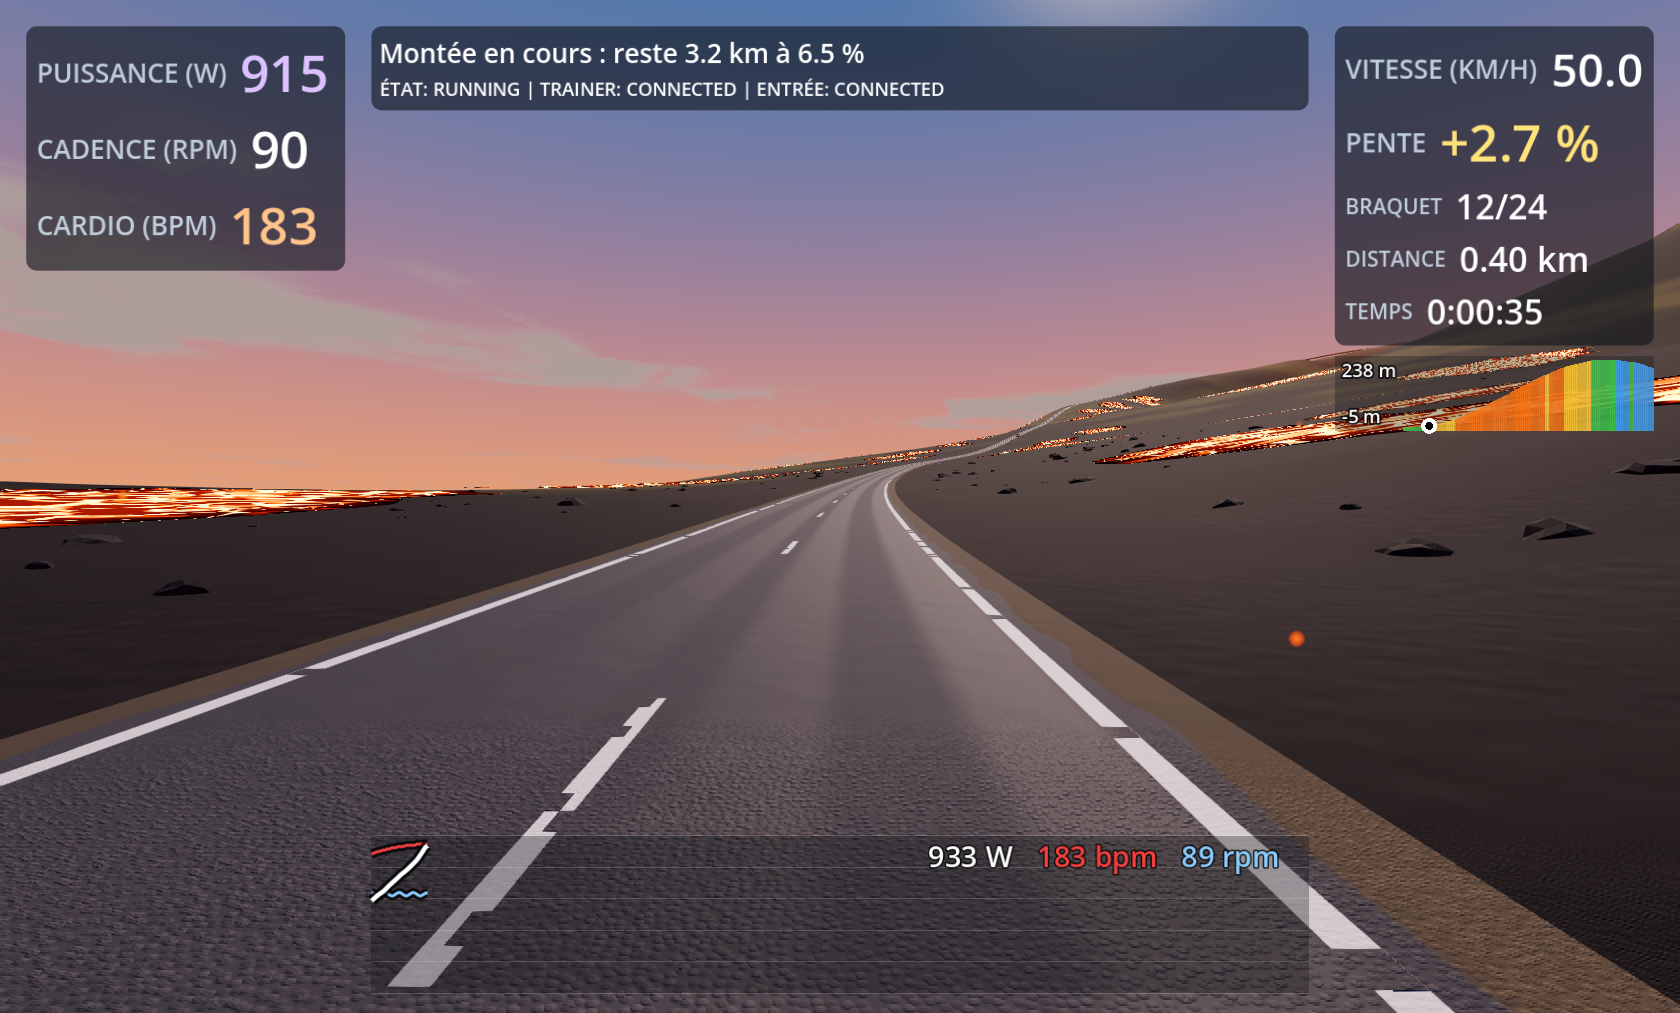 PUISSANCE (W) 915
CADENCE (RPM) 90
CARDIO (BPM) 183
Montée en cours : reste 3.2 km à 6.5 %
ÉTAT: RUNNING | TRAINER: CONNECTED | ENTRÉE: CONNECTED
VITESSE (KM/H) 50.0
PENTE +2.7 %
BRAQUET 12/24
DISTANCE 0.40 km
TEMPS 0:00:35
238 m
-5 m
933 W 183 bpm 89 rpm